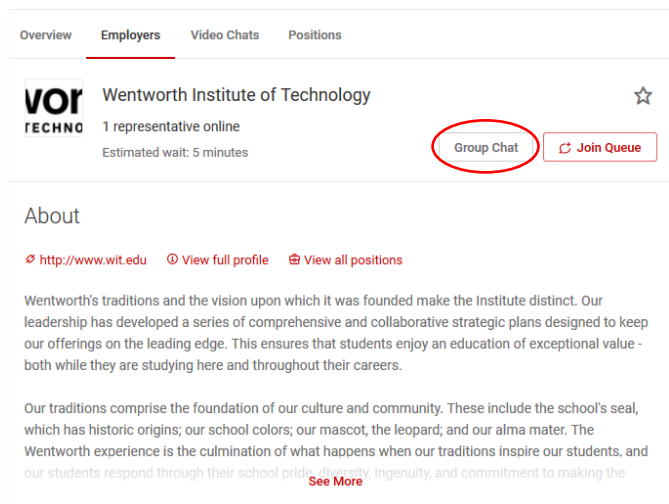 Overview Employers Video Chats Positions
vor
TECHNO
Wentworth Institute of Technology
1 representative online
Estimated wait: 5 minutes
Group Chat
Join Queue
About
http://www.wit.edu View full profile View all positions
Wentworth's traditions and the vision upon which it was founded make the Institute distinct. Our
leadership has developed a series of comprehensive and collaborative strategic plans designed to keep
our offerings on the leading edge. This ensures that students enjoy an education of exceptional value -
both while they are studying here and throughout their careers.
Our traditions comprise the foundation of our culture and community. These include the school's seal,
which has historic origins; our school colors; our mascot, the leopard; and our alma mater. The
Wentworth experience is the culmination of what happens when our traditions inspire our students, and
our students respond through their school pride, diversity, ingenuity, and commitment to making the
See More